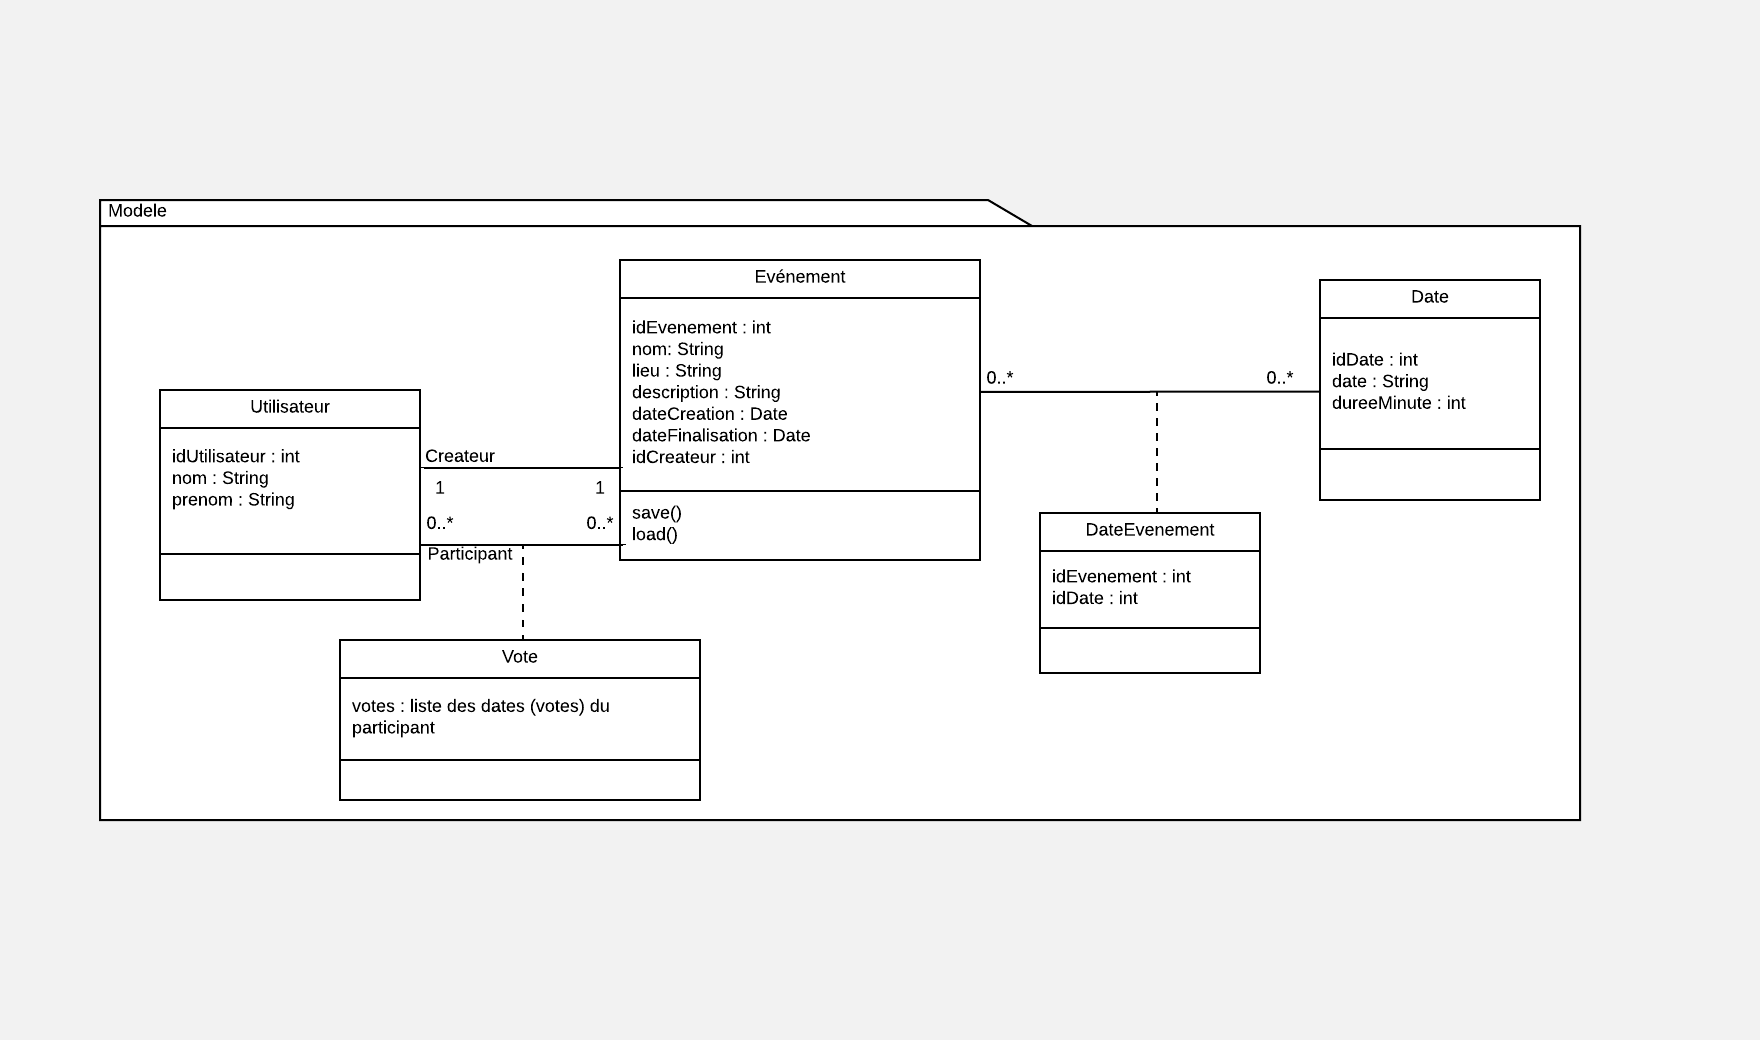 Modele
Evénement
idEvenement : int
nom: String
lieu : String
description : String
dateCreation : Date
dateFinalisation : Date
idCreateur : int
save()
load()
Date
idDate : int
date : String
dureeMinute : int
0..*
0..*
Utilisateur
idUtilisateur : int
nom : String
prenom : String
Createur
1
1
0..*
0..*
Participant
DateEvenement
idEvenement : int
idDate : int
Vote
votes : liste des dates (votes) du
participant